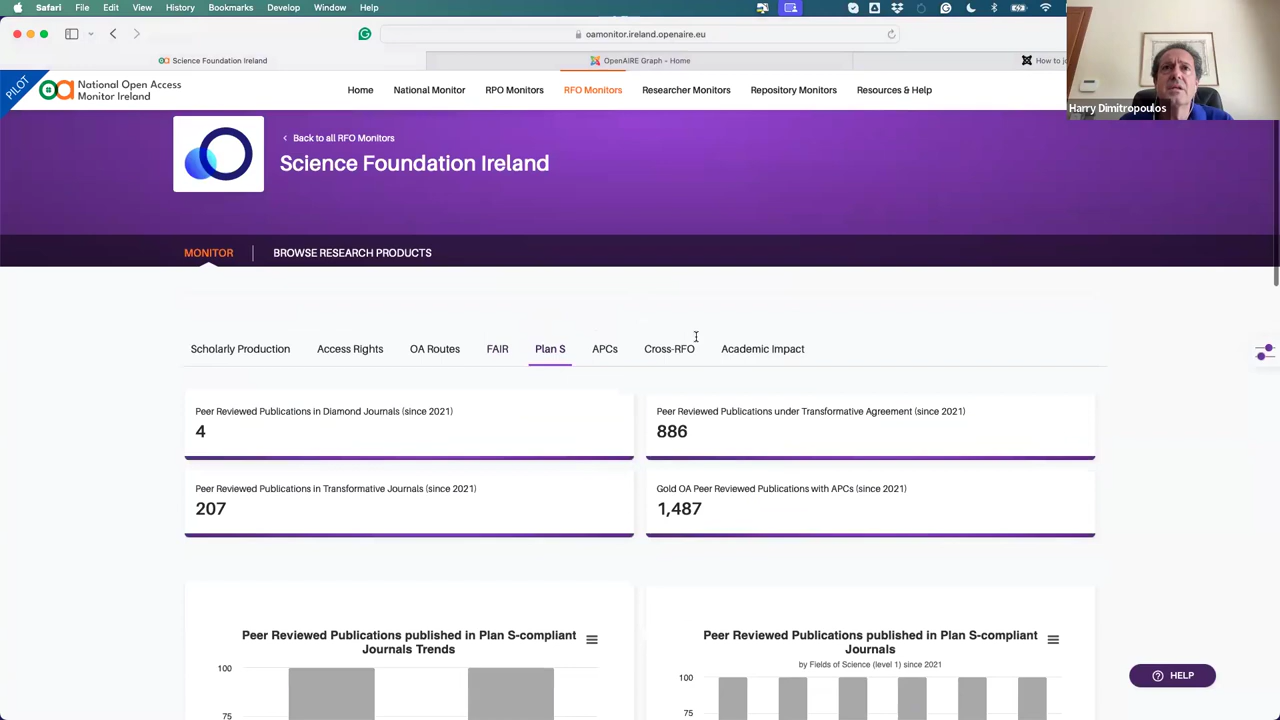 Safari File Edit View History Bookmarks Window Help
oamonitor.ireland.openaire.eu
Science Foundation Ireland
OpenAIRE Graph - Home
How to jo
PILOT
National Open Access
Monitor Ireland
Home National Monitor RPO Monitors RFO Monitors Researcher Monitors Repository Monitors Resources & Help
Harry Dimitropoulos
Back to all RFO Monitors
Science Foundation Ireland
MONITOR BROWSE RESEARCH PRODUCTS
Scholarly Production Access Rights OA Routes FAIR Plan S APCs Cross-RFO Academic Impact
Peer Reviewed Publications in Diamond Journals (since 2021)
4
Peer Reviewed Publications under Transformative Agreement (since 2021)
886
Peer Reviewed Publications in Transformative Journals (since 2021)
207
Gold OA Peer Reviewed Publications with APCs (since 2021)
1,487
Peer Reviewed Publications published in Plan S-compliant
Journals Trends
100
75
Peer Reviewed Publications published in Plan S-compliant
Journals
by Fields of Science (level 1) since 2021
100
75
HELP